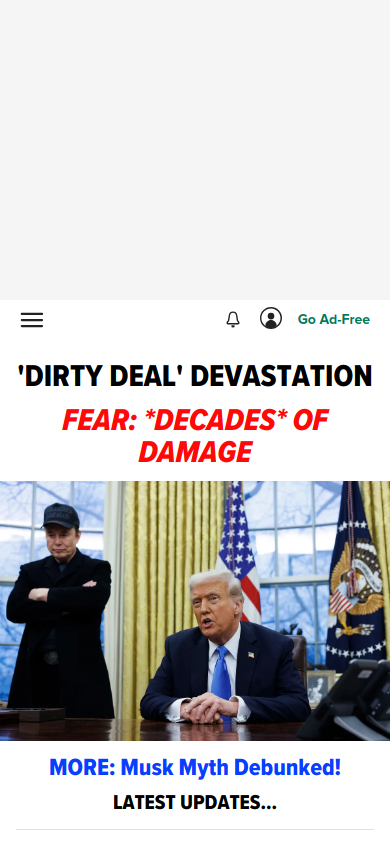 Go Ad-Free
'DIRTY DEAL' DEVASTATION
FEAR: *DECADES* OF
DAMAGE
MORE: Musk Myth Debunked!
LATEST UPDATES...